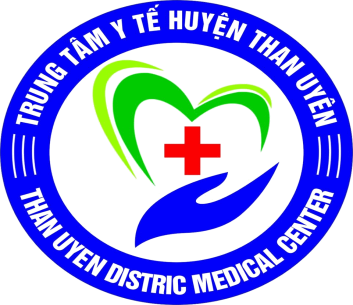 TRUNG TÂM Y TẾ HUYỆN THAN UYÊN
THAN UYEN DISTRIC MEDICAL CENTER